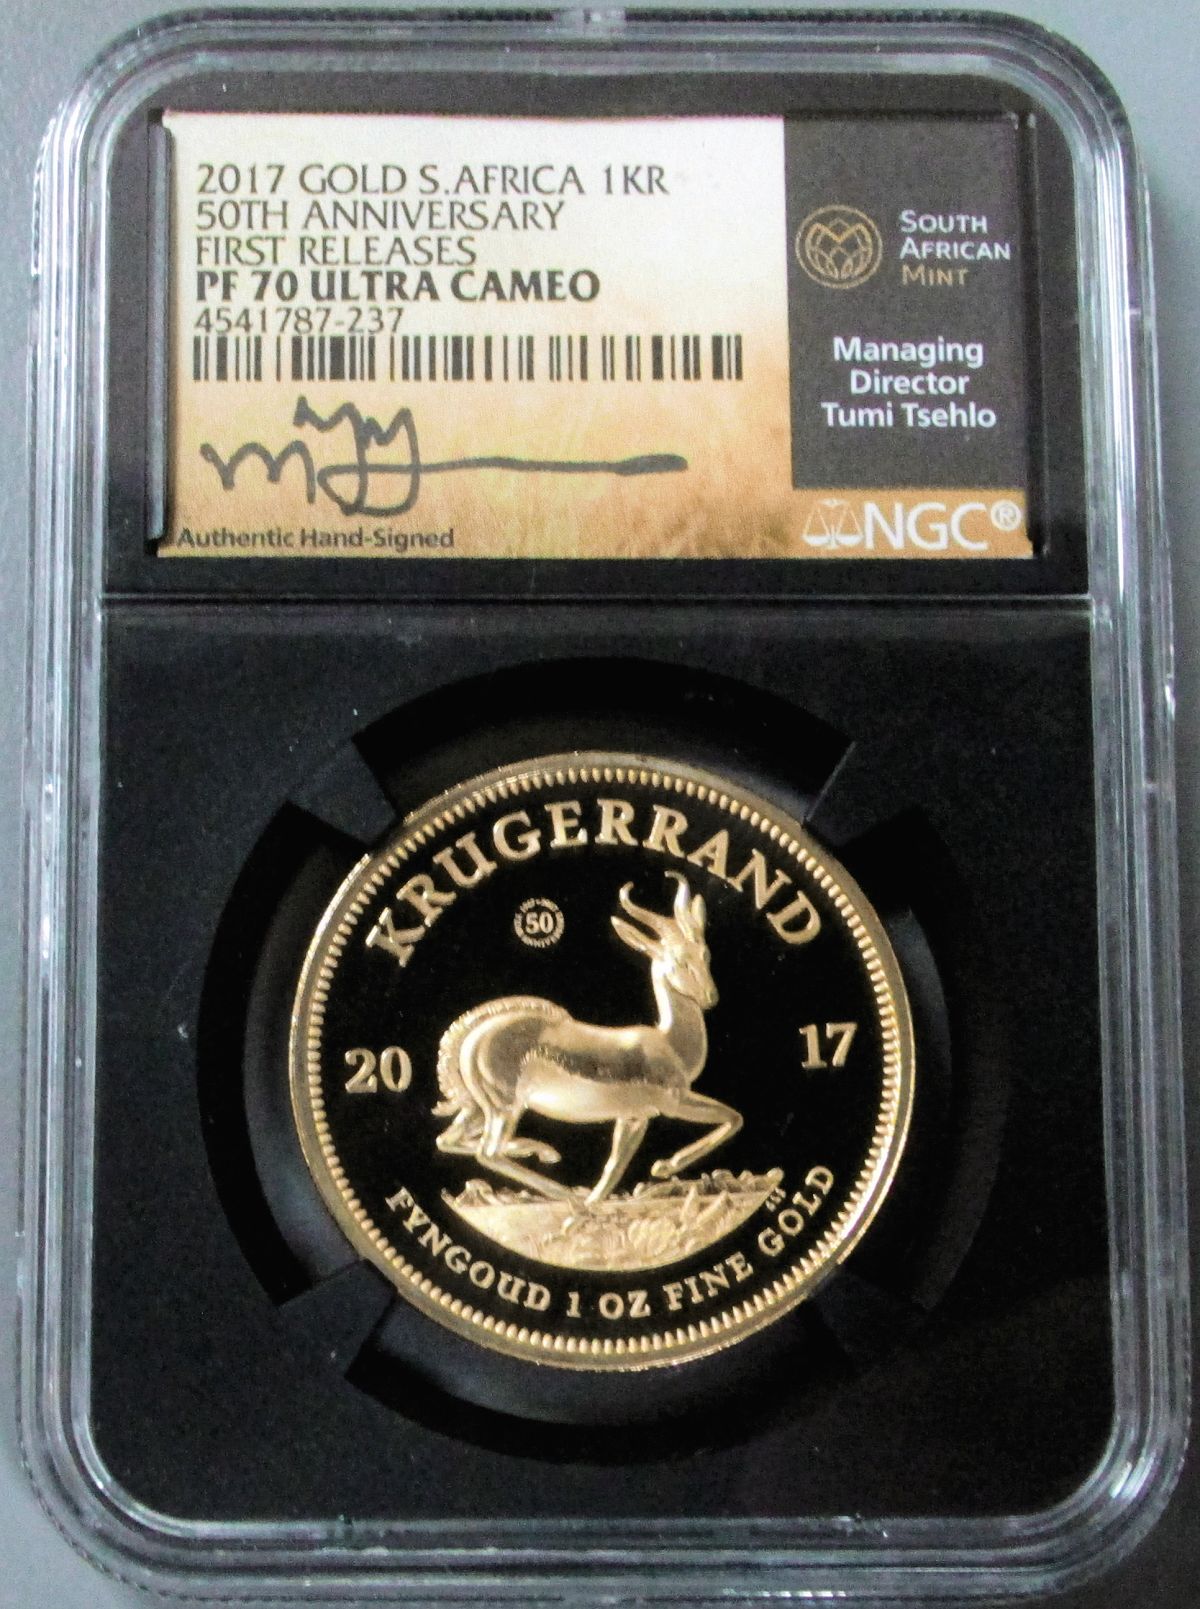 2017 GOLD S.AFRICA 1KR
50TH ANNIVERSARY
FIRST RELEASES
PF 70 ULTRA CAMEO
4541787-237
Authentic Hand-Signed
SOUTH
AFRICAN
MINT
Managing
Director
Tumi Tsehlo
NGC®
KRUGERRAND
50
20 17
FYNGOUD 1 OZ FINE GOLD